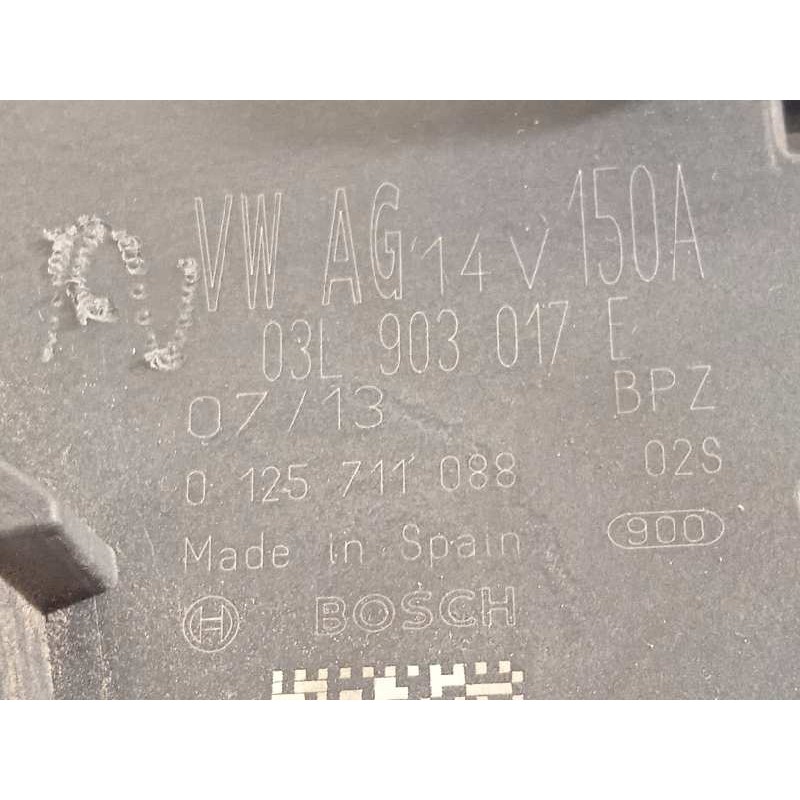 VW AG 14V 150A
03L 903 017 E
07/13 BPZ
0 125 711 088 02S
Made in Spain 900
BOSCH